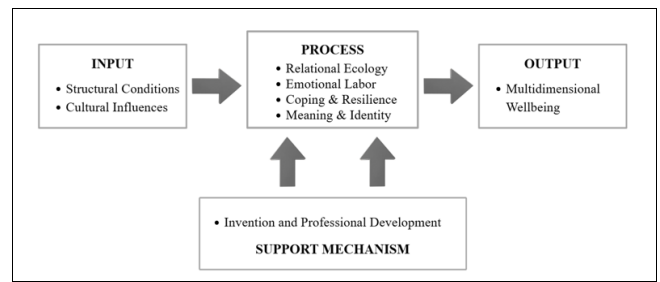 INPUT
• Structural Conditions
• Cultural Influences
PROCESS
• Relational Ecology
• Emotional Labor
• Coping & Resilience
• Meaning & Identity
OUTPUT
• Multidimensional
Wellbeing
• Invention and Professional Development
SUPPORT MECHANISM